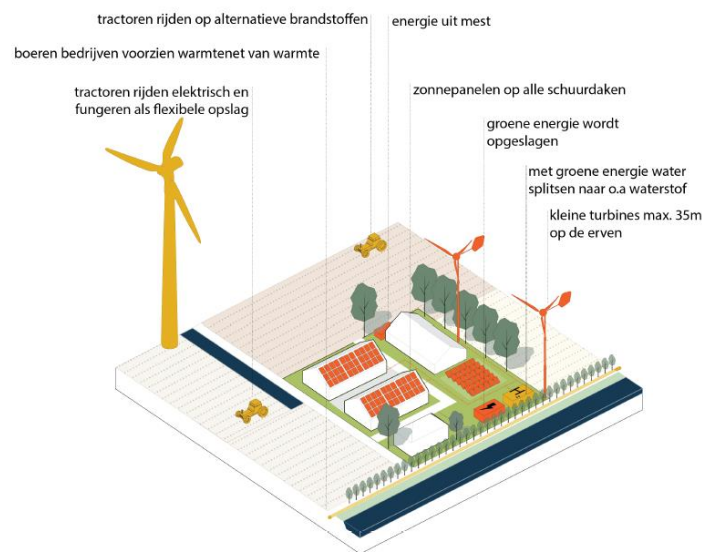 tractoren rijden op alternatieve brandstoffen
energie uit mest
boeren bedrijven voorzien warmtenet van warmte
tractoren rijden elektrisch en
fungeren als flexibele opslag
zonnepanelen op alle schuurdaken
groene energie wordt
opgeslagen
met groene energie water
splitsen naar o.a waterstof
kleine turbines max. 35m
op de erven